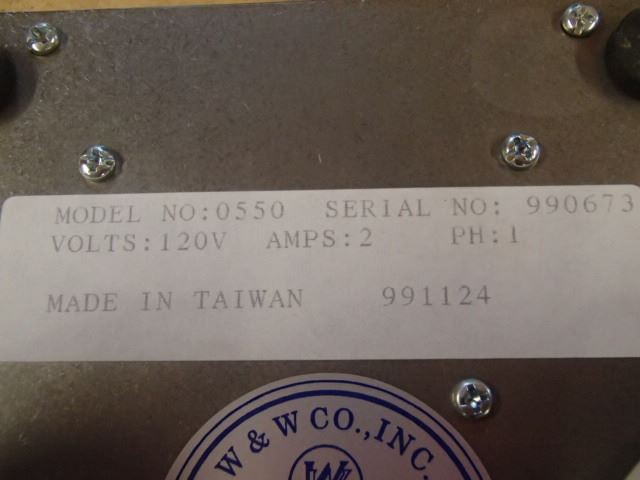 MODEL NO:0550 SERIAL NO: 990673
VOLTS:120V AMPS:2 PH:1
MADE IN TAIWAN 991124
W & W CO., INC.
W